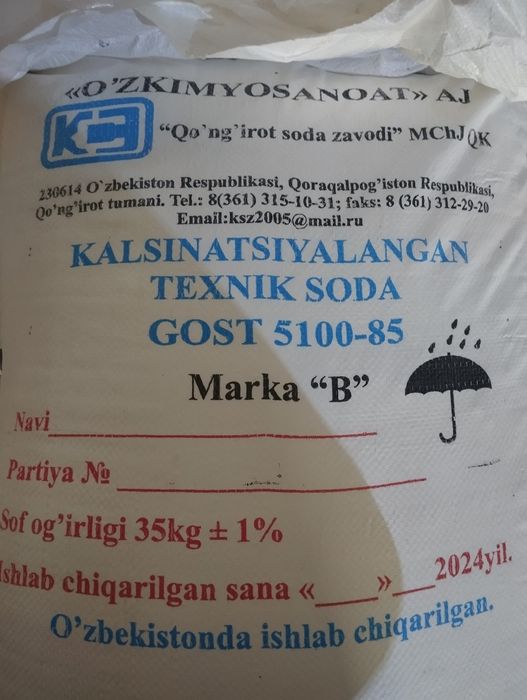 «O’ZKIMYOSANOAT» AJ
“Qo`ng`irot soda zavodi” MChJ QK
230614 O`zbekiston Respublikasi, Qoraqalpog’iston Respublikasi,
Qo’ng’irot tumani. Tel.: 8(361) 315-10-31; faks: 8 (361) 312-29-20
Email:ksz2005@mail.ru
KALSINATSIYALANGAN
TEXNIK SODA
GOST 5100-85
Marka “B”
Navi
Partiya №
Sof og’irligi 35kg ± 1%
Ishlab chiqarilgan sana «____»___2024yil.
O’zbekistonda ishlab chiqarilgan.